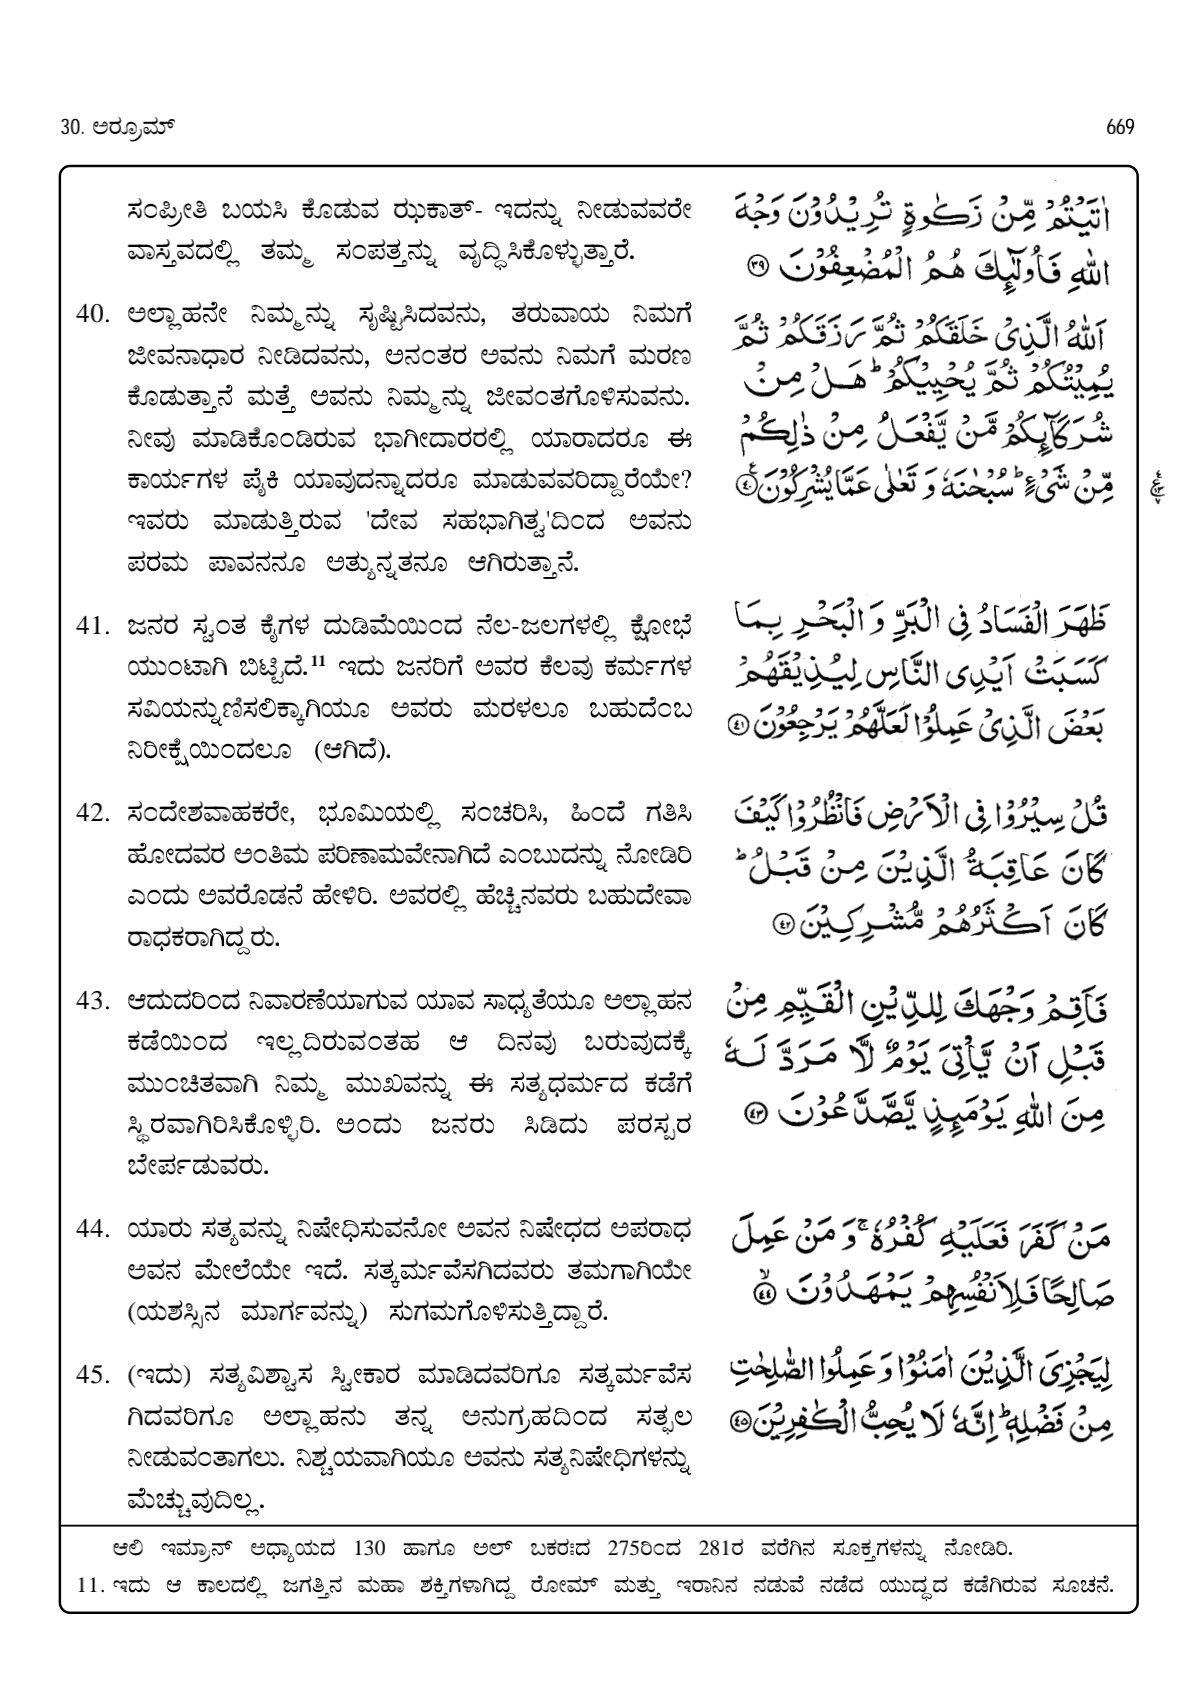 30. ಅರ್ರೂಮ್
669
ಸಂಪ್ರೀತಿ ಬಯಸಿ ಕೊಡುವ ಝಕಾತ್- ಇದನ್ನು ನೀಡುವವರೇ
ವಾಸ್ತವದಲ್ಲಿ ತಮ್ಮ ಸಂಪತ್ತನ್ನು ವೃದ್ಧಿಸಿಕೊಳ್ಳುತ್ತಾರೆ.
اٰتَيْتُمْ مِّنْ زَكٰوةٍ تُرِيْدُوْنَ وَجْهَ
اللّٰهِ فَاُولٰٓئِكَ هُمُ الْمُضْعِفُوْنَ ﴿٣٩﴾
40. ಅಲ್ಲಾಹನೇ ನಿಮ್ಮನ್ನು ಸೃಷ್ಟಿಸಿದವನು, ತರುವಾಯ ನಿಮಗೆ
ಜೀವನಾಧಾರ ನೀಡಿದವನು, ಅನಂತರ ಅವನು ನಿಮಗೆ ಮರಣ
ಕೊಡುತ್ತಾನೆ ಮತ್ತೆ ಅವನು ನಿಮ್ಮನ್ನು ಜೀವಂತಗೊಳಿಸುವನು.
ನೀವು ಮಾಡಿಕೊಂಡಿರುವ ಭಾಗೀದಾರರಲ್ಲಿ ಯಾರಾದರೂ ಈ
ಕಾರ್ಯಗಳ ಪೈಕಿ ಯಾವುದನ್ನಾದರೂ ಮಾಡುವವರಿದ್ದಾರೆಯೇ?
ಇವರು ಮಾಡುತ್ತಿರುವ 'ದೇವ ಸಹಭಾಗಿತ್ವ'ದಿಂದ ಅವನು
ಪರಮ ಪಾವನನೂ ಅತ್ಯುನ್ನತನೂ ಆಗಿರುತ್ತಾನೆ.
اَللّٰهُ الَّذِىْ خَلَقَكُمْ ثُمَّ رَزَقَكُمْ ثُمَّ
يُمِيْتُكُمْ ثُمَّ يُحْيِيْكُمْ ؕ هَلْ مِنْ
شُرَكَآئِكُمْ مَّنْ يَّفْعَلُ مِنْ ذٰلِكُمْ
مِّنْ شَىْءٍ ؕ سُبْحٰنَهٗ وَتَعٰلٰى عَمَّا يُشْرِكُوْنَ ﴿٤٠﴾
41. ಜನರ ಸ್ವಂತ ಕೈಗಳ ದುಡಿಮೆಯಿಂದ ನೆಲ-ಜಲಗಳಲ್ಲಿ ಕ್ಷೋಭೆ
ಯುಂಟಾಗಿ ಬಿಟ್ಟಿದೆ.¹¹ ಇದು ಜನರಿಗೆ ಅವರ ಕೆಲವು ಕರ್ಮಗಳ
ಸವಿಯನ್ನುಣಿಸಲಿಕ್ಕಾಗಿಯೂ ಅವರು ಮರಳಲೂ ಬಹುದೆಂಬ
ನಿರೀಕ್ಷೆಯಿಂದಲೂ (ಆಗಿದೆ).
ظَهَرَ الْفَسَادُ فِى الْبَرِّ وَالْبَحْرِ بِمَا
كَسَبَتْ اَيْدِى النَّاسِ لِيُذِيْقَهُمْ
بَعْضَ الَّذِىْ عَمِلُوْا لَعَلَّهُمْ يَرْجِعُوْنَ ﴿٤١﴾
42. ಸಂದೇಶವಾಹಕರೇ, ಭೂಮಿಯಲ್ಲಿ ಸಂಚರಿಸಿ, ಹಿಂದೆ ಗತಿಸಿ
ಹೋದವರ ಅಂತಿಮ ಪರಿಣಾಮವೇನಾಗಿದೆ ಎಂಬುದನ್ನು ನೋಡಿರಿ
ಎಂದು ಅವರೊಡನೆ ಹೇಳಿರಿ. ಅವರಲ್ಲಿ ಹೆಚ್ಚಿನವರು ಬಹುದೇವಾ
ರಾಧಕರಾಗಿದ್ದರು.
قُلْ سِيْرُوْا فِى الْاَرْضِ فَانْظُرُوْا كَيْفَ
كَانَ عَاقِبَةُ الَّذِيْنَ مِنْ قَبْلُ ؕ
كَانَ اَكْثَرُهُمْ مُّشْرِكِيْنَ ﴿٤٢﴾
43. ಆದುದರಿಂದ ನಿವಾರಣೆಯಾಗುವ ಯಾವ ಸಾಧ್ಯತೆಯೂ ಅಲ್ಲಾಹನ
ಕಡೆಯಿಂದ ಇಲ್ಲದಿರುವಂತಹ ಆ ದಿನವು ಬರುವುದಕ್ಕೆ
ಮುಂಚಿತವಾಗಿ ನಿಮ್ಮ ಮುಖವನ್ನು ಈ ಸತ್ಯಧರ್ಮದ ಕಡೆಗೆ
ಸ್ಥಿರವಾಗಿರಿಸಿಕೊಳ್ಳಿರಿ. ಅಂದು ಜನರು ಸಿಡಿದು ಪರಸ್ಪರ
ಬೇರ್ಪಡುವರು.
فَاَقِمْ وَجْهَكَ لِلدِّيْنِ الْقَيِّمِ مِنْ
قَبْلِ اَنْ يَّاْتِىَ يَوْمٌ لَّا مَرَدَّ لَهٗ
مِنَ اللّٰهِ يَوْمَئِذٍ يَّصَّدَّعُوْنَ ﴿٤٣﴾
44. ಯಾರು ಸತ್ಯವನ್ನು ನಿಷೇಧಿಸುವನೋ ಅವನ ನಿಷೇಧದ ಅಪರಾಧ
ಅವನ ಮೇಲೆಯೇ ಇದೆ. ಸತ್ಕರ್ಮವೆಸಗಿದವರು ತಮಗಾಗಿಯೇ
(ಯಶಸ್ಸಿನ ಮಾರ್ಗವನ್ನು) ಸುಗಮಗೊಳಿಸುತ್ತಿದ್ದಾರೆ.
مَنْ كَفَرَ فَعَلَيْهِ كُفْرُهٗ ۚ وَمَنْ عَمِلَ
صَالِحًا فَلِاَنْفُسِهِمْ يَمْهَدُوْنَ ۙ﴿٤٤﴾
45. (ಇದು) ಸತ್ಯವಿಶ್ವಾಸ ಸ್ವೀಕಾರ ಮಾಡಿದವರಿಗೂ ಸತ್ಕರ್ಮವೆಸ
ಗಿದವರಿಗೂ ಅಲ್ಲಾಹನು ತನ್ನ ಅನುಗ್ರಹದಿಂದ ಸತ್ಫಲ
ನೀಡುವಂತಾಗಲು. ನಿಶ್ಚಯವಾಗಿಯೂ ಅವನು ಸತ್ಯನಿಷೇಧಿಗಳನ್ನು
ಮೆಚ್ಚುವುದಿಲ್ಲ.
لِيَجْزِىَ الَّذِيْنَ اٰمَنُوْا وَعَمِلُوا الصّٰلِحٰتِ
مِنْ فَضْلِهٖ ؕ اِنَّهٗ لَا يُحِبُّ الْكٰفِرِيْنَ ﴿٤٥﴾
ಆಲಿ ಇಮ್ರಾನ್ ಅಧ್ಯಾಯದ 130 ಹಾಗೂ ಅಲ್ ಬಕರಃದ 275ರಿಂದ 281ರ ವರೆಗಿನ ಸೂಕ್ತಗಳನ್ನು ನೋಡಿರಿ.
11. ಇದು ಆ ಕಾಲದಲ್ಲಿ ಜಗತ್ತಿನ ಮಹಾ ಶಕ್ತಿಗಳಾಗಿದ್ದ ರೋಮ್ ಮತ್ತು ಇರಾನಿನ ನಡುವೆ ನಡೆದ ಯುದ್ಧದ ಕಡೆಗಿರುವ ಸೂಚನೆ.